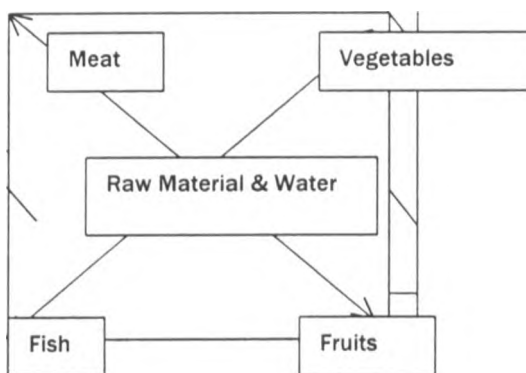 Meat
Vegetables
Raw Material & Water
Fish
Fruits